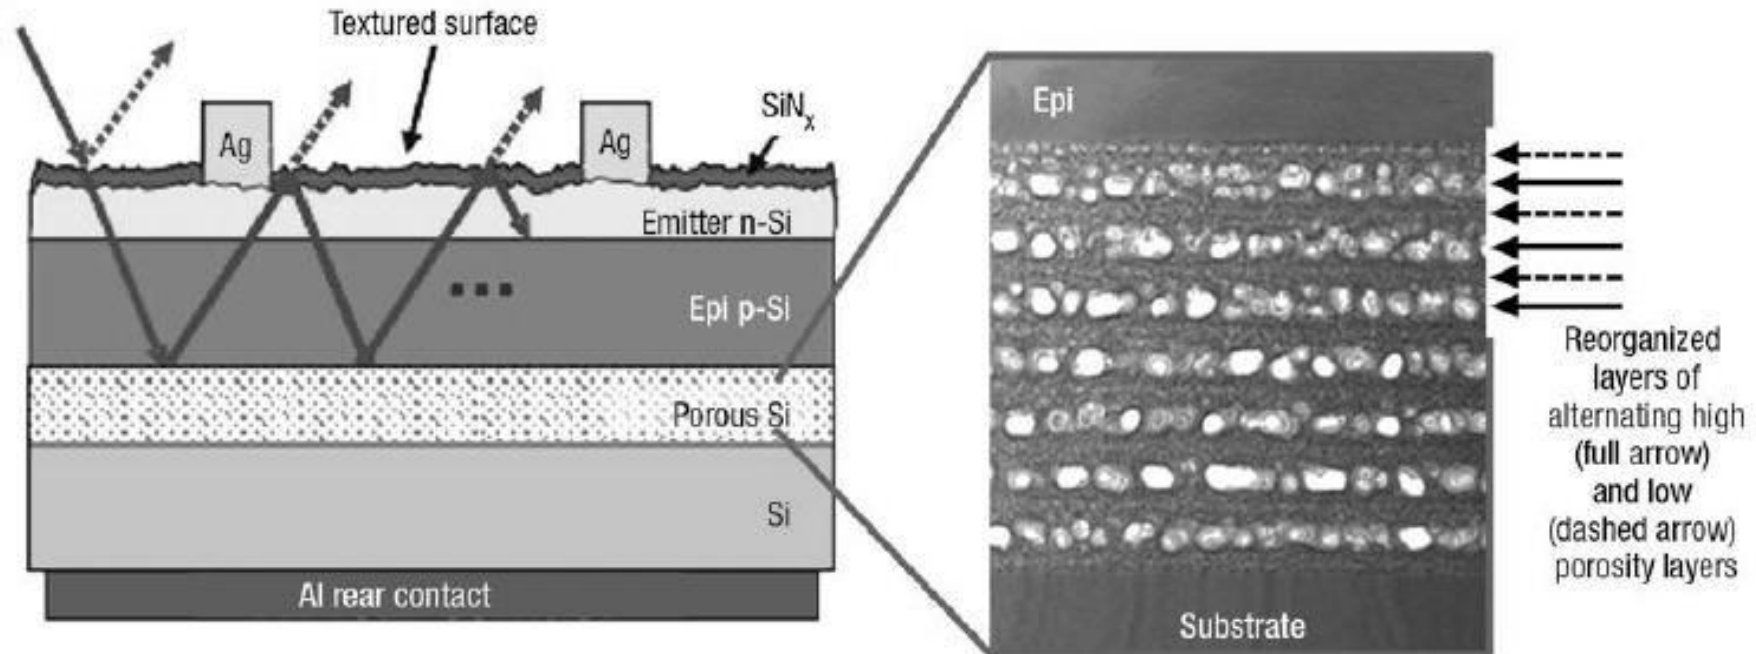 Textured surface
SiNx
Ag
Ag
Emitter n-Si
Epi p-Si
Porous Si
Si
Al rear contact
Epi
Substrate
Reorganized
layers of
alternating high
(full arrow)
and low
(dashed arrow)
porosity layers